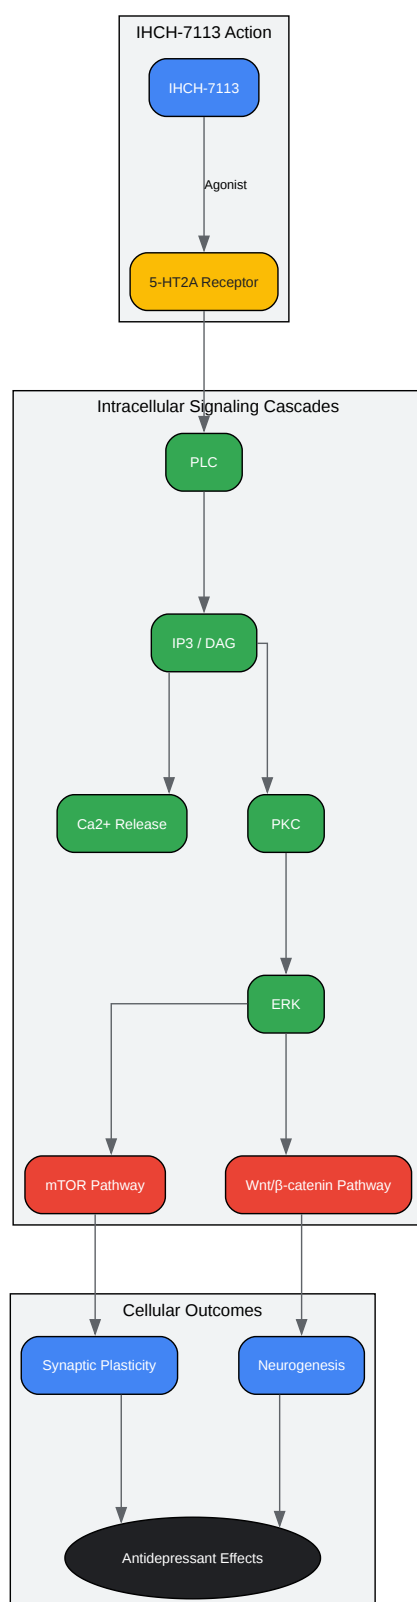 IHCH-7113 Action
IHCH-7113
Agonist
5-HT2A Receptor
Intracellular Signaling Cascades
PLC
IP3 / DAG
Ca2+ Release
PKC
ERK
mTOR Pathway
Wnt/β-catenin Pathway
Cellular Outcomes
Synaptic Plasticity
Neurogenesis
Antidepressant Effects